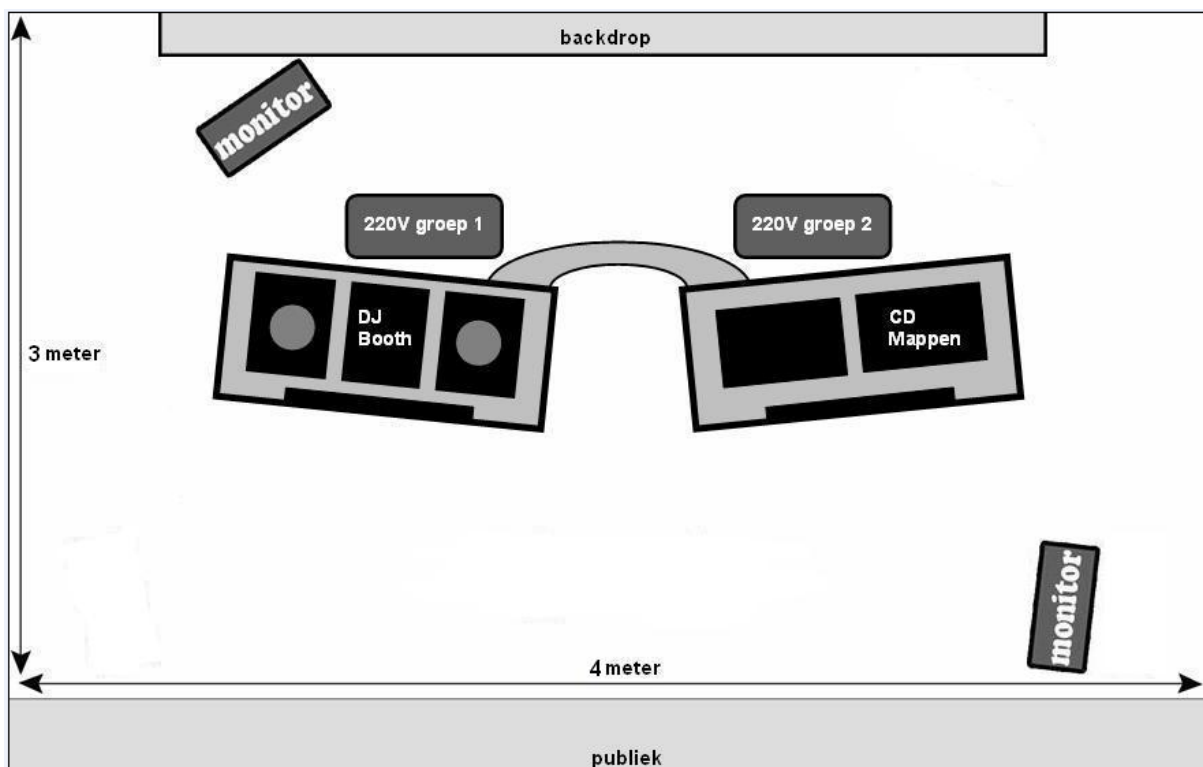 backdrop
monitor
220V groep 1
220V groep 2
DJ
Booth
CD
Mappen
3 meter
monitor
4 meter
publiek